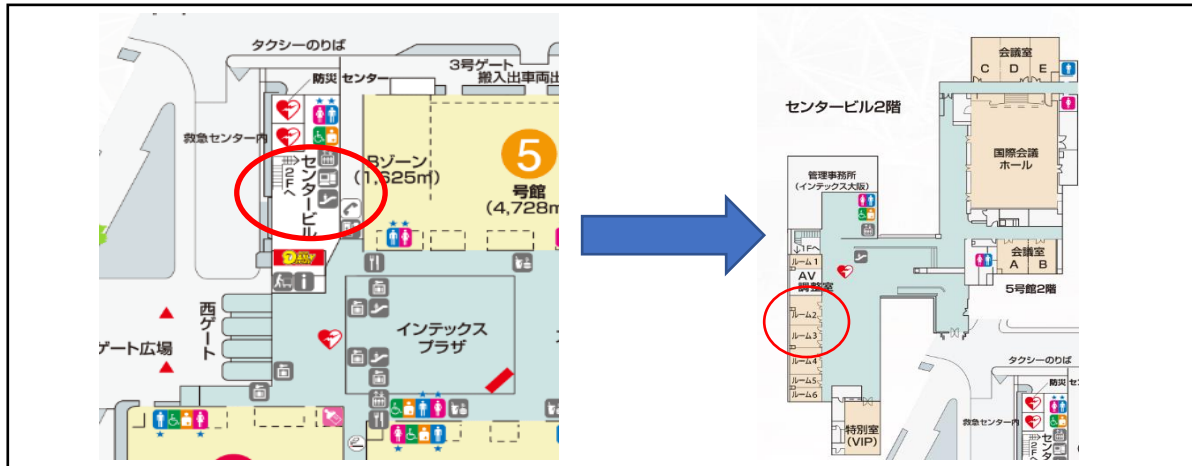 タクシーのりば
3号ゲート
搬入出車両出
防災センター
救急センター内
2Fへ
センタービル
Bゾーン
(1,625㎡)
5
号館
(4,728m
西ゲート
ゲート広場
インテックス
プラザ
センタービル2階
会議室
C D E
国際会議
ホール
管理事務所
(インテックス大阪)
↓1Fへ
ルーム1
AV
調整室
ルーム2
ルーム3
ルーム4
ルーム5
ルーム6
特別室
(VIP)
会議室
A B
5号館2階
タクシーのりば
防災セ
救急センター内
2Fへ
センタービ